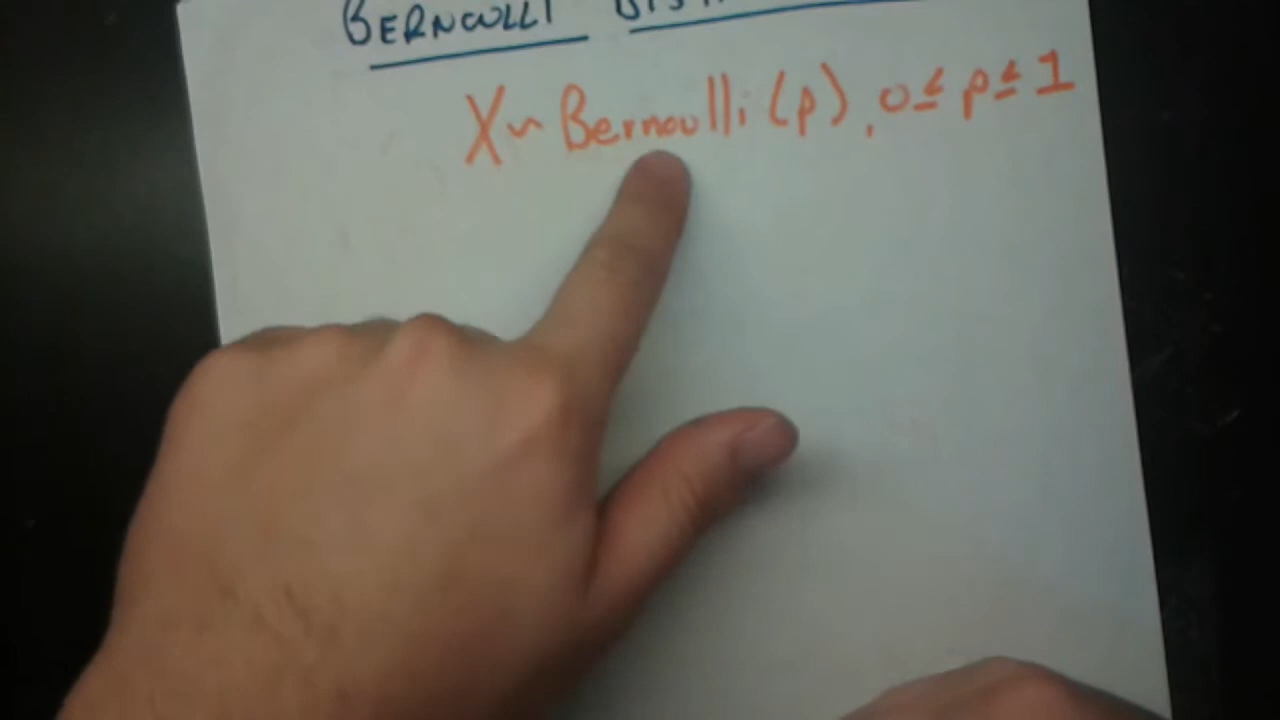 BERNOULLI
X ~ Bernoulli (p), 0 ≤ p ≤ 1